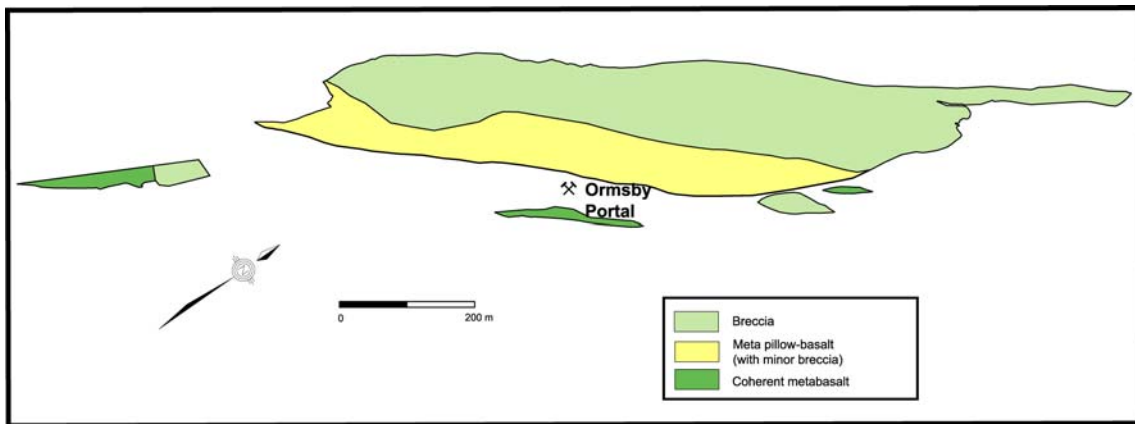 Ormsby
Portal
0
200 m
Breccia
Meta pillow-basalt
(with minor breccia)
Coherent metabasalt